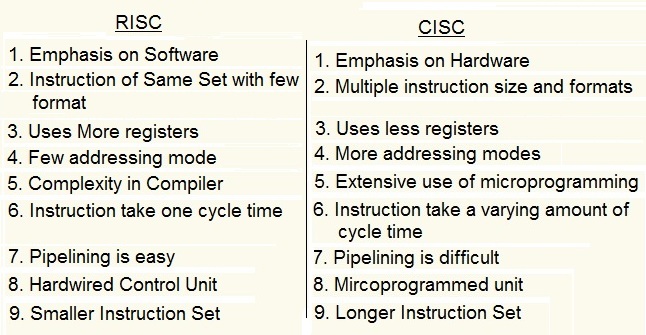 RISC
1. Emphasis on Software
2. Instruction of Same Set with few
format
3. Uses More registers
4. Few addressing mode
5. Complexity in Compiler
6. Instruction take one cycle time
7. Pipelining is easy
8. Hardwired Control Unit
9. Smaller Instruction Set
CISC
1. Emphasis on Hardware
2. Multiple instruction size and formats
3. Uses less registers
4. More addressing modes
5. Extensive use of microprogramming
6. Instruction take a varying amount of
cycle time
7. Pipelining is difficult
8. Mircoprogrammed unit
9. Longer Instruction Set